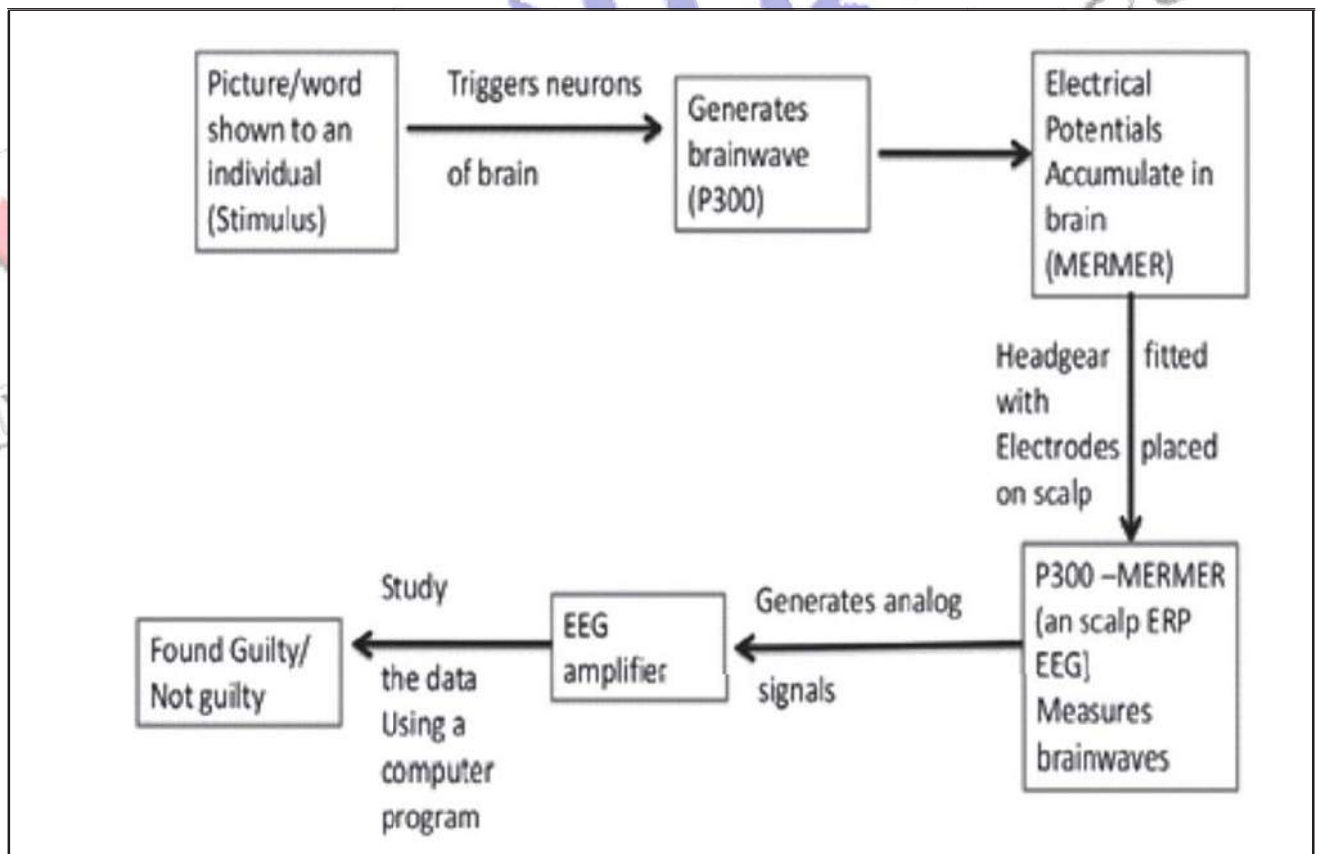 Picture/word
shown to an
individual
(Stimulus)
Triggers neurons
of brain
Generates
brainwave
(P300)
Electrical
Potentials
Accumulate in
brain
(MERMER)
Headgear fitted
with
Electrodes placed
on scalp
P300 –MERMER
(an scalp ERP
EEG]
Measures
brainwaves
Generates analog
signals
EEG
amplifier
Study
the data
Using a
computer
program
Found Guilty/
Not guilty